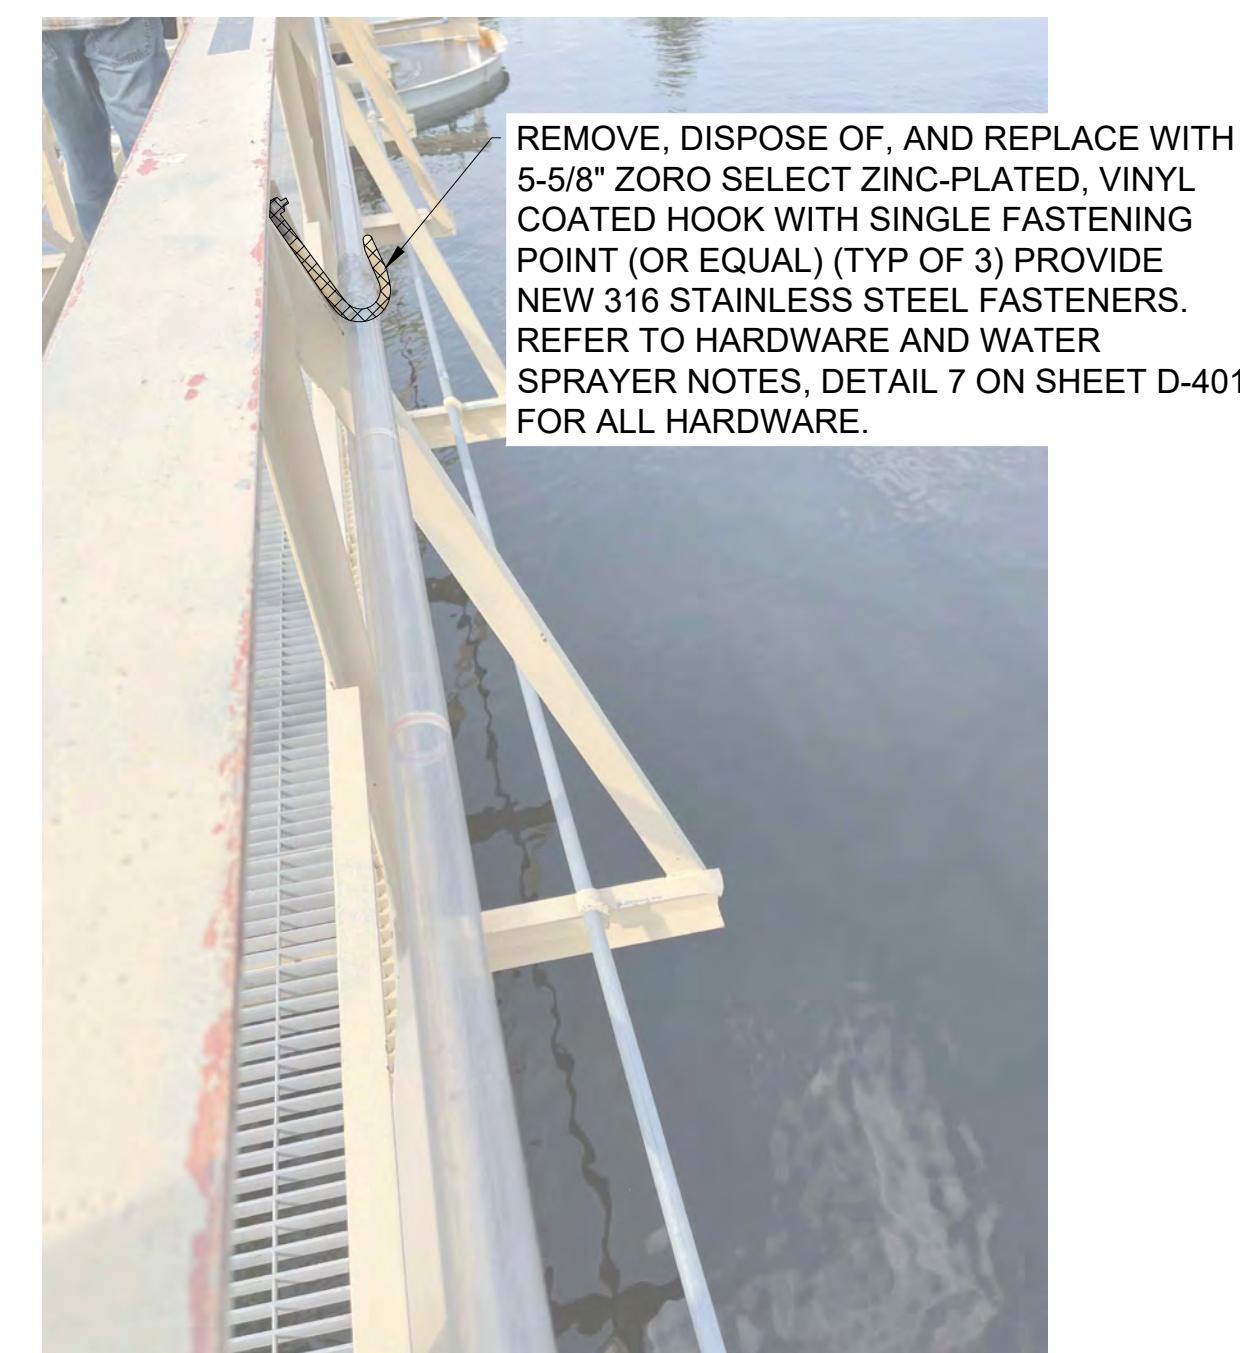 REMOVE, DISPOSE OF, AND REPLACE WITH
5-5/8" ZORO SELECT ZINC-PLATED, VINYL
COATED HOOK WITH SINGLE FASTENING
POINT (OR EQUAL) (TYP OF 3) PROVIDE
NEW 316 STAINLESS STEEL FASTENERS.
REFER TO HARDWARE AND WATER
SPRAYER NOTES, DETAIL 7 ON SHEET D-401
FOR ALL HARDWARE.